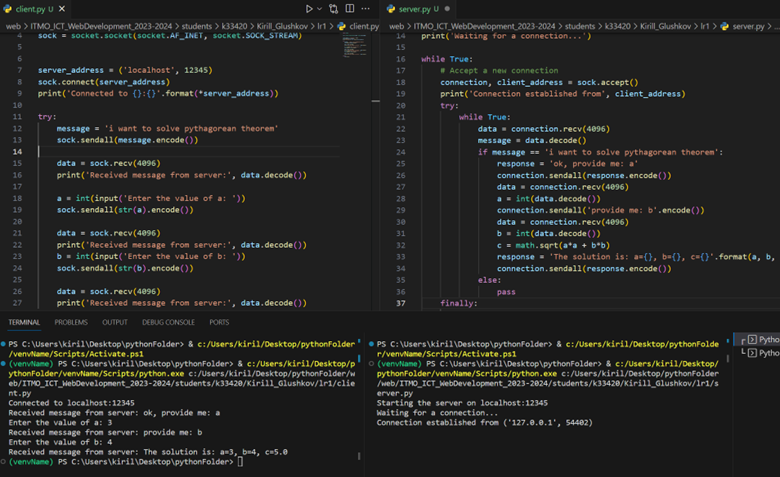 client.py U
web > ITMO_ICT_WebDevelopment_2023-2024 > students > k33420 > Kirill_Glushkov > lr1 > client.py
4 sock = socket.socket(socket.AF_INET, socket.SOCK_STREAM)
5
6
7 server_address = ('localhost', 12345)
8 sock.connect(server_address)
9 print('Connected to {}:{}'.format(*server_address))
10
11 try:
12 message = 'i want to solve pythagorean theorem'
13 sock.sendall(message.encode())
14
15 data = sock.recv(4096)
16 print('Received message from server:', data.decode())
17
18 a = int(input('Enter the value of a: '))
19 sock.sendall(str(a).encode())
20
21 data = sock.recv(4096)
22 print('Received message from server:', data.decode())
23 b = int(input('Enter the value of b: '))
24 sock.sendall(str(b).encode())
25
26 data = sock.recv(4096)
27 print('Received message from server:', data.decode())
server.py U
web > ITMO_ICT_WebDevelopment_2023-2024 > students > k33420 > Kirill_Glushkov > lr1 > server.py > ...
14 print('Waiting for a connection...')
15
16 while True:
17 # Accept a new connection
18 connection, client_address = sock.accept()
19 print('Connection established from', client_address)
20 try:
21 while True:
22 data = connection.recv(4096)
23 message = data.decode()
24 if message == 'i want to solve pythagorean theorem':
25 response = 'ok, provide me: a'
26 connection.sendall(response.encode())
27 data = connection.recv(4096)
28 a = int(data.decode())
29 connection.sendall('provide me: b'.encode())
30 data = connection.recv(4096)
31 b = int(data.decode())
32 c = math.sqrt(a*a + b*b)
33 response = 'The solution is: a={}, b={}, c={}'.format(a, b,
34 connection.sendall(response.encode())
35 else:
36 pass
37 finally:
TERMINAL PROBLEMS OUTPUT DEBUG CONSOLE PORTS
PS C:\Users\kiril\Desktop\pythonFolder> & c:/Users/kiril/Desktop/pythonFolder
/venvName/Scripts/Activate.ps1
(venvName) PS C:\Users\kiril\Desktop\pythonFolder> & c:/Users/kiril/Desktop/p
ythonFolder/venvName/Scripts/python.exe c:/Users/kiril/Desktop/pythonFolder/w
eb/ITMO_ICT_WebDevelopment_2023-2024/students/k33420/Kirill_Glushkov/lr1/clie
nt.py
Connected to localhost:12345
Received message from server: ok, provide me: a
Enter the value of a: 3
Received message from server: provide me: b
Enter the value of b: 4
Received message from server: The solution is: a=3, b=4, c=5.0
(venvName) PS C:\Users\kiril\Desktop\pythonFolder>
PS C:\Users\kiril\Desktop\pythonFolder> & c:/Users/kiril/Desktop/pythonFolde
r/venvName/Scripts/Activate.ps1
(venvName) PS C:\Users\kiril\Desktop\pythonFolder> & c:/Users/kiril/Desktop/
pythonFolder/venvName/Scripts/python.exe c:/Users/kiril/Desktop/pythonFolder
/web/ITMO_ICT_WebDevelopment_2023-2024/students/k33420/Kirill_Glushkov/lr1/s
erver.py
Starting the server on localhost:12345
Waiting for a connection...
Connection established from ('127.0.0.1', 54402)
Python
Python